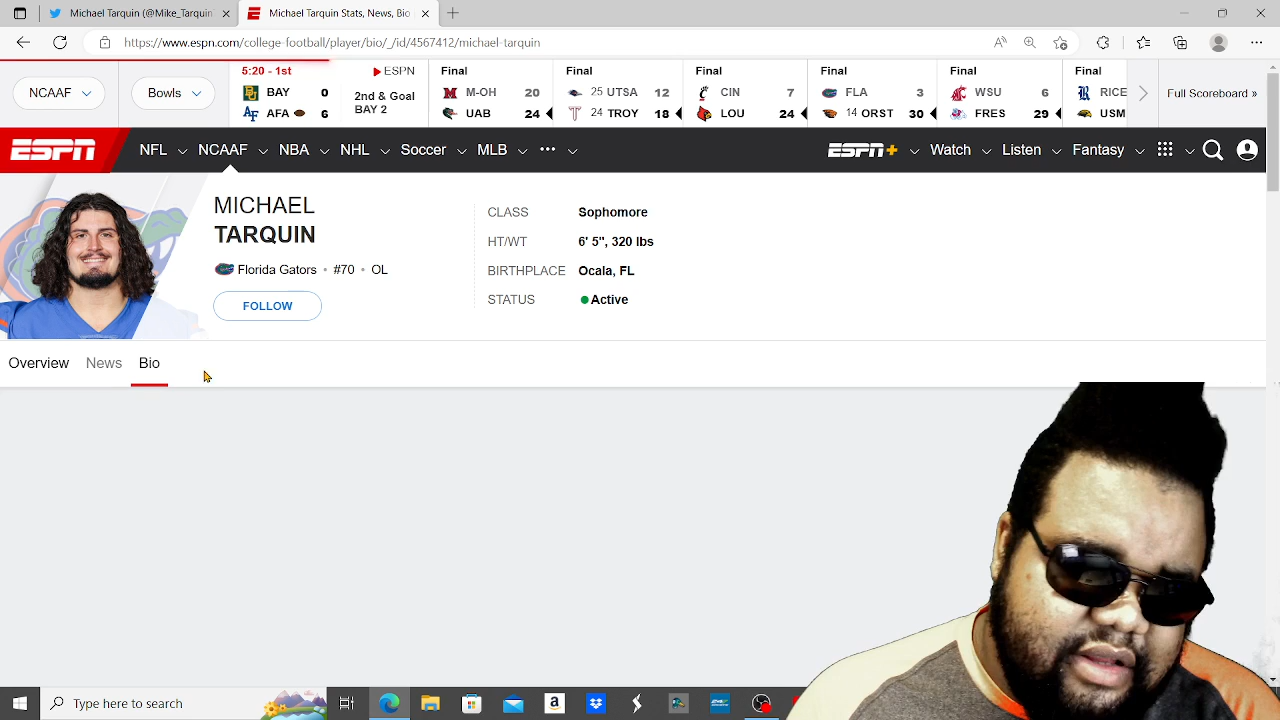 Michael Tarquin (@Mike_Tarquin
Michael Tarquin Stats, News, Bio
https://www.espn.com/college-football/player/bio/_/id/4567412/michael-tarquin
NCAAF
Bowls
5:20 - 1st ESPN
BAY 0
AFA 6
2nd & Goal
BAY 2
Final
M-OH 20
UAB 24
Final
25 UTSA 12
24 TROY 18
Final
CIN 7
LOU 24
Final
FLA 3
14 ORST 30
Final
WSU 6
FRES 29
Final
RICE
USM
Full Scoreboard »
ESPN NFL NCAAF NBA NHL Soccer MLB ••• ESPN+ Watch Listen Fantasy
MICHAEL
TARQUIN
Florida Gators • #70 • OL
FOLLOW
CLASS Sophomore
HT/WT 6' 5", 320 lbs
BIRTHPLACE Ocala, FL
STATUS Active
Overview News Bio
Type here to search